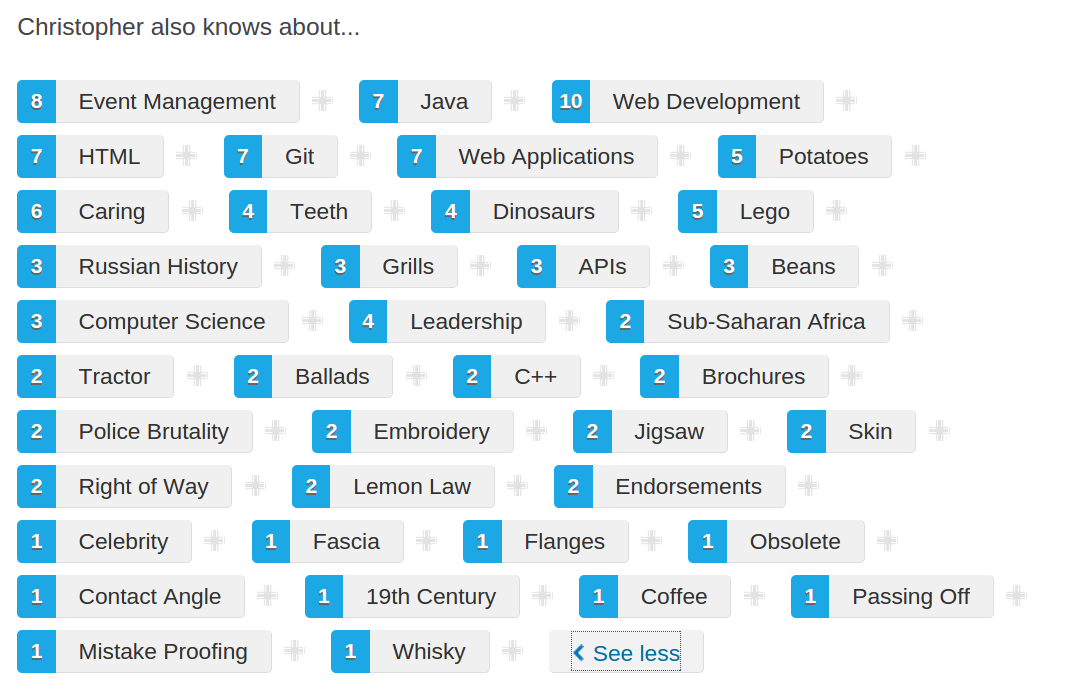 Christopher also knows about...
8 Event Management 7 Java 10 Web Development
7 HTML 7 Git 7 Web Applications 5 Potatoes
6 Caring 4 Teeth 4 Dinosaurs 5 Lego
3 Russian History 3 Grills 3 APIs 3 Beans
3 Computer Science 4 Leadership 2 Sub-Saharan Africa
2 Tractor 2 Ballads 2 C++ 2 Brochures
2 Police Brutality 2 Embroidery 2 Jigsaw 2 Skin
2 Right of Way 2 Lemon Law 2 Endorsements
1 Celebrity 1 Fascia 1 Flanges 1 Obsolete
1 Contact Angle 1 19th Century 1 Coffee 1 Passing Off
1 Mistake Proofing 1 Whisky See less